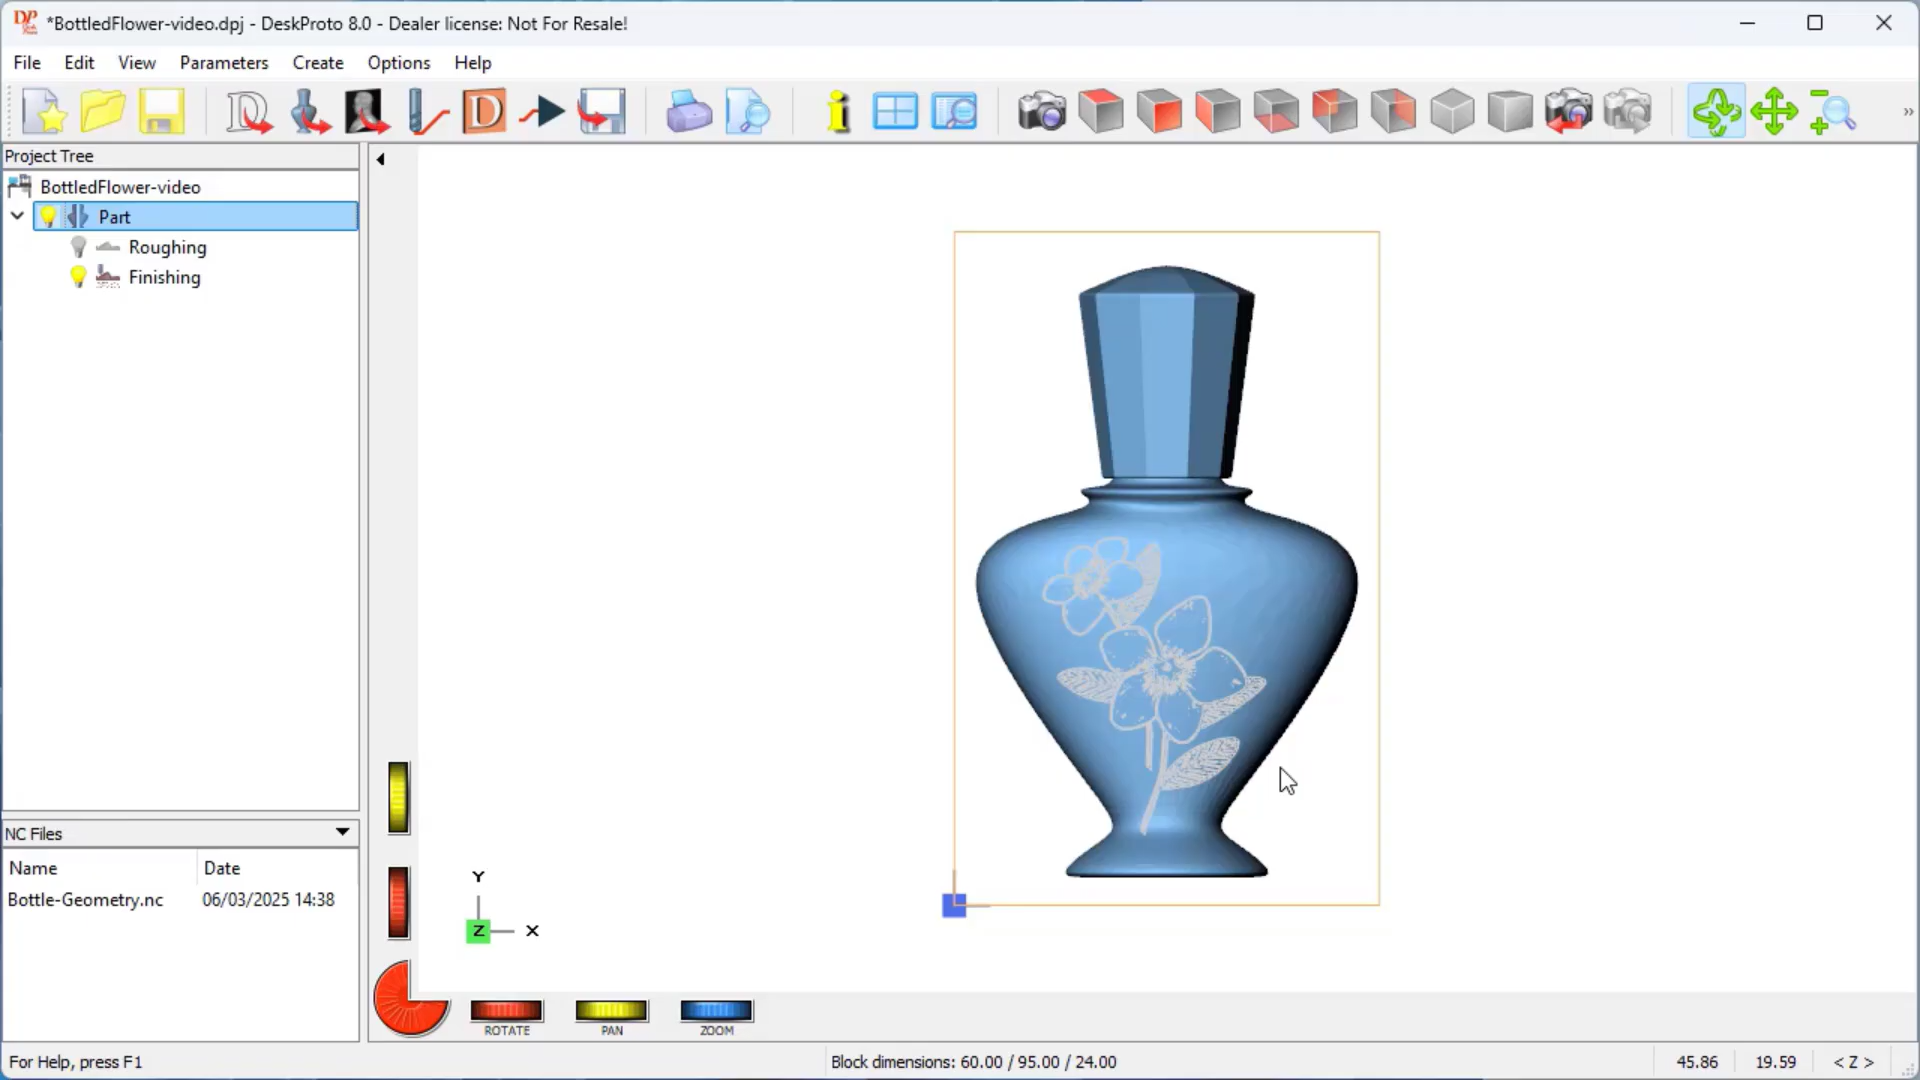 *BottledFlower-video.dpj - DeskProto 8.0 - Dealer license: Not For Resale!
File Edit View Parameters Create Options Help
Project Tree
BottledFlower-video
Part
Roughing
Finishing
NC Files
Name Date
Bottle-Geometry.nc 06/03/2025 14:38
Y
Z X
ROTATE PAN ZOOM
For Help, press F1 Block dimensions: 60.00 / 95.00 / 24.00 45.86 19.59 < Z >